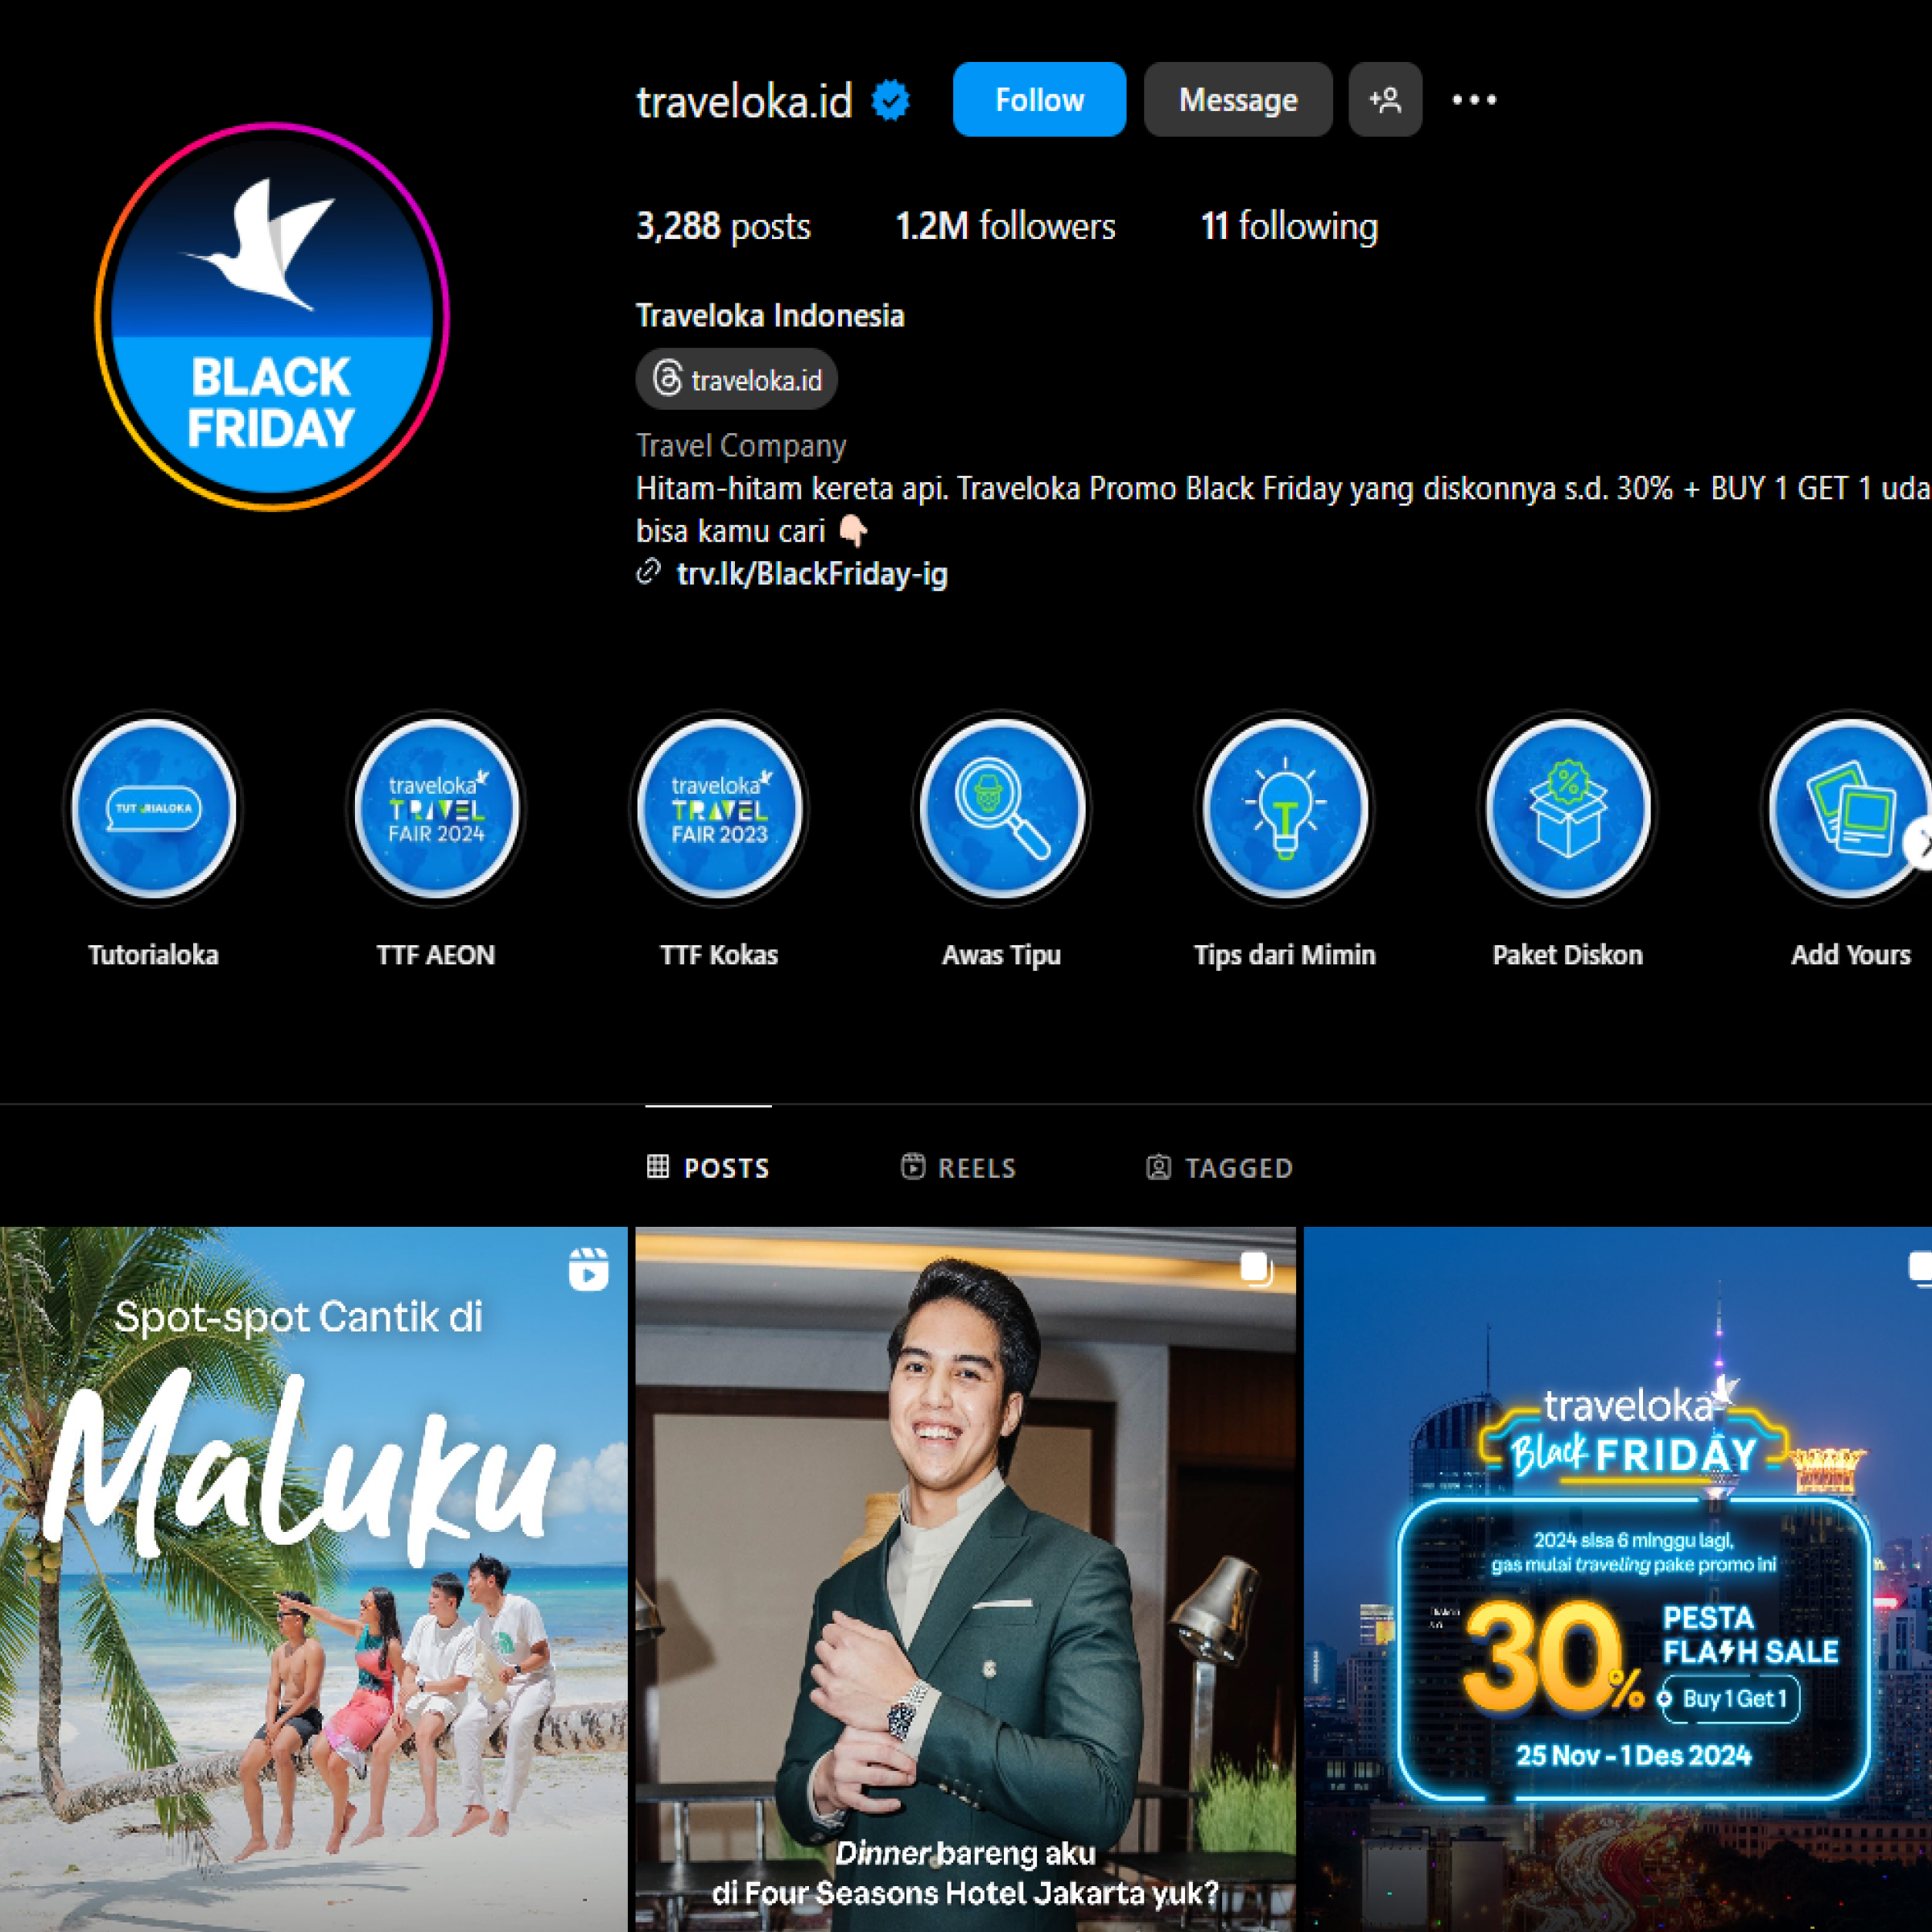 traveloka.id
Follow
Message
3,288 posts
1.2M followers
11 following
BLACK
FRIDAY
Traveloka Indonesia
traveloka.id
Travel Company
Hitam-hitam kereta api. Traveloka Promo Black Friday yang diskonnya s.d. 30% + BUY 1 GET 1 uda
bisa kamu cari
trv.lk/BlackFriday-ig
TUT RIALOKA
traveloka
TRAVEL
FAIR 2024
traveloka
TRAVEL
FAIR 2023
T
%
Tutorialoka
TTF AEON
TTF Kokas
Awas Tipu
Tips dari Mimin
Paket Diskon
Add Yours
POSTS
REELS
TAGGED
Spot-spot Cantik di
Maluku
Dinner bareng aku
di Four Seasons Hotel Jakarta yuk?
traveloka
Black FRIDAY
2024 sisa 6 minggu lagi,
gas mulai traveling pake promo ini
30%
PESTA
FLASH SALE
+ Buy 1 Get 1
25 Nov - 1 Des 2024